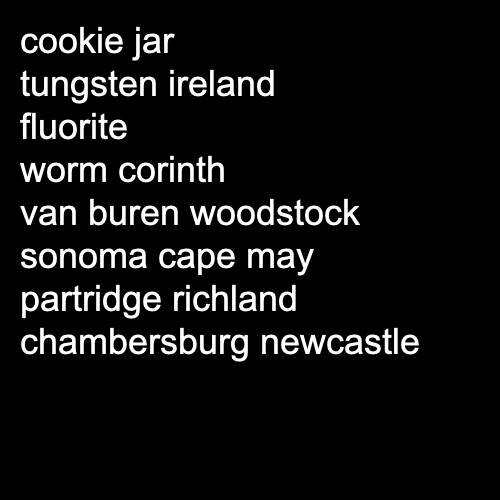 cookie jar
tungsten ireland
fluorite
worm corinth
van buren woodstock
sonoma cape may
partridge richland
chambersburg newcastle